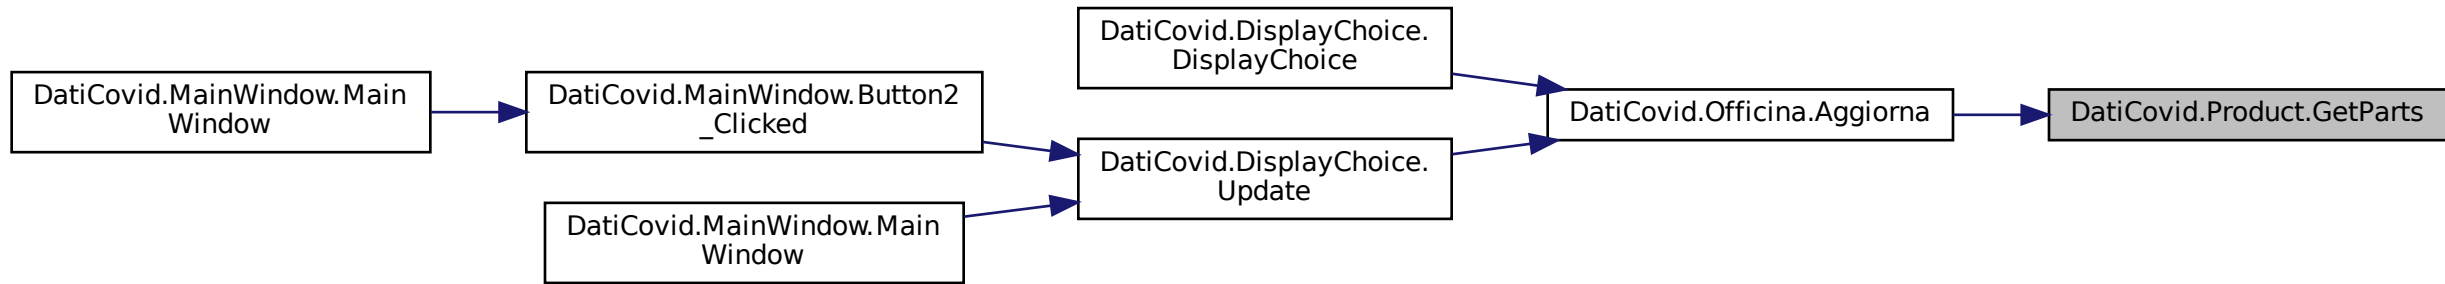 DatiCovid.MainWindow.Main
Window
DatiCovid.MainWindow.Button2
_Clicked
DatiCovid.MainWindow.Main
Window
DatiCovid.DisplayChoice.
DisplayChoice
DatiCovid.DisplayChoice.
Update
DatiCovid.Officina.Aggiorna
DatiCovid.Product.GetParts